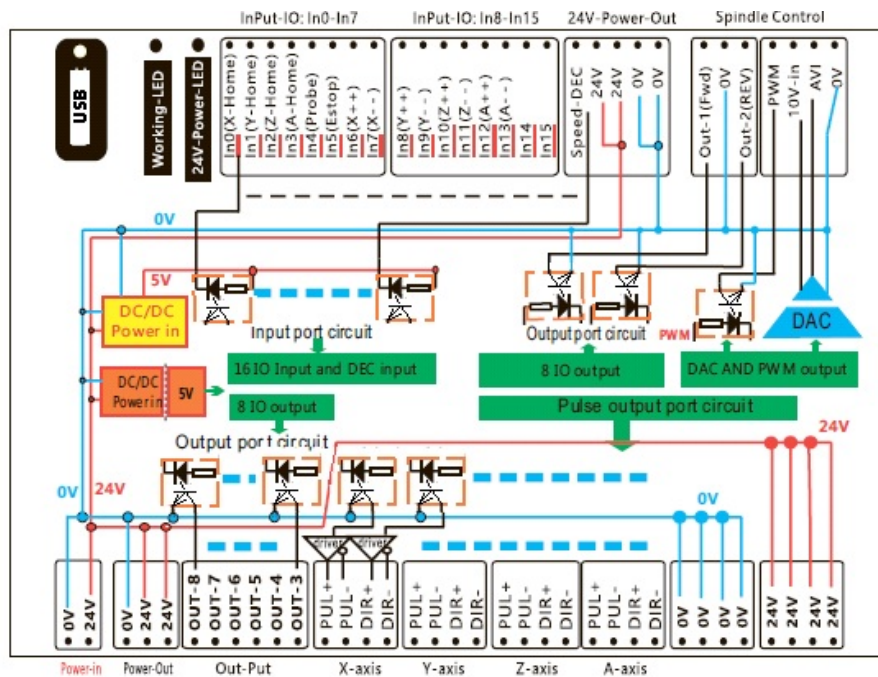 InPut-IO: In0-In7
InPut-IO: In8-In15
24V-Power-Out
Spindle Control
USB
Working-LED
24V-Power-LED
In0(X-Home)
In1(Y-Home)
In2(Z-Home)
In3(A-Home)
In4(Probe)
In5(Estop)
In6(X++)
In7(X--)
In8(Y++)
In9(Y--)
In10(Z++)
In11(Z--)
In12(A++)
In13(A--)
In14
In15
Speed-DEC
24V
24V
0V
0V
Out-1(Fwd)
Out-2(REV)
PWM
10V-in
AVI
0V
0V
5V
DC/DC
Power in
Input port circuit
Output port circuit
PWM
DAC
16 IO Input and DEC input
8 IO output
DAC AND PWM output
DC/DC
Power in
5V
8 IO output
Pulse output port circuit
Output port circuit
24V
0V
24V
0V
driver
driver
0V
24V
0V
24V
24V
OUT-8
OUT-7
OUT-6
OUT-5
OUT-4
OUT-3
PUL+
PUL-
DIR+
DIR-
PUL+
PUL-
DIR+
DIR-
PUL+
PUL-
DIR+
DIR-
PUL+
PUL-
DIR+
DIR-
0V
0V
0V
0V
24V
24V
24V
24V
Power-in
Power-Out
Out-Put
X-axis
Y-axis
Z-axis
A-axis